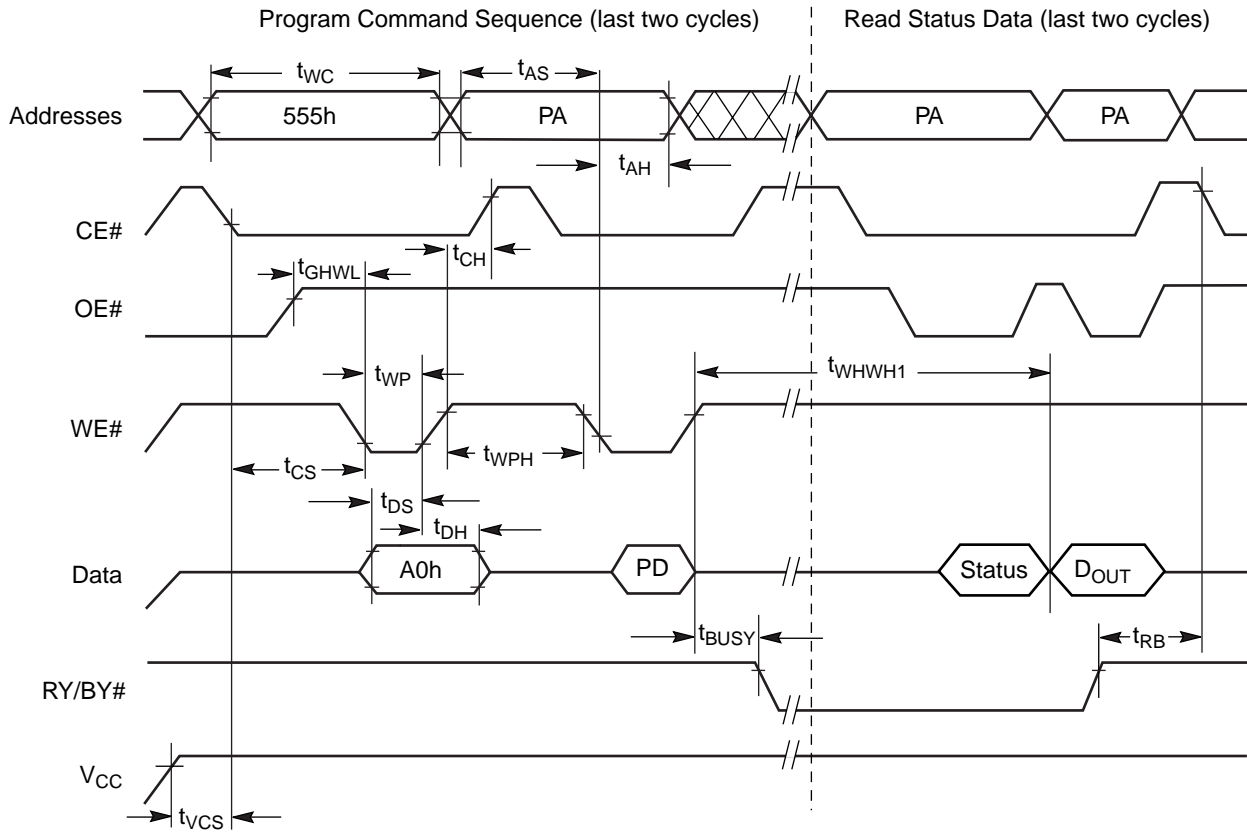 Program Command Sequence (last two cycles) Read Status Data (last two cycles)
tWC tAS
Addresses 555h PA PA PA
tAH
CE#
tCH
tGHWL
OE#
tWP tWHWH1
WE#
tCS tWPH
tDS
tDH
Data A0h PD Status DOUT
tBUSY tRB
RY/BY#
VCC
tVCS